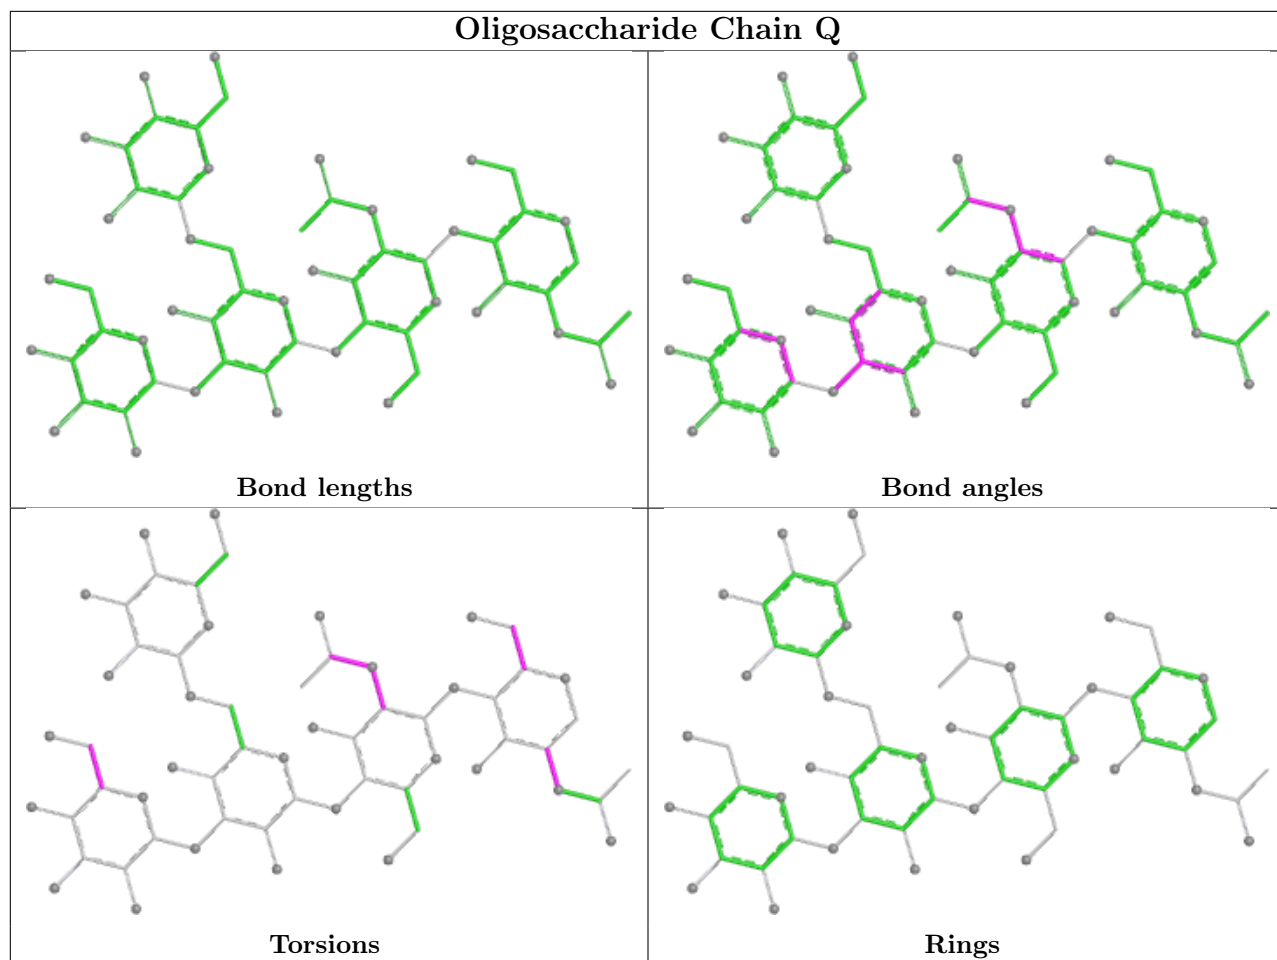 Oligosaccharide Chain Q
Bond lengths
Bond angles
Torsions
Rings